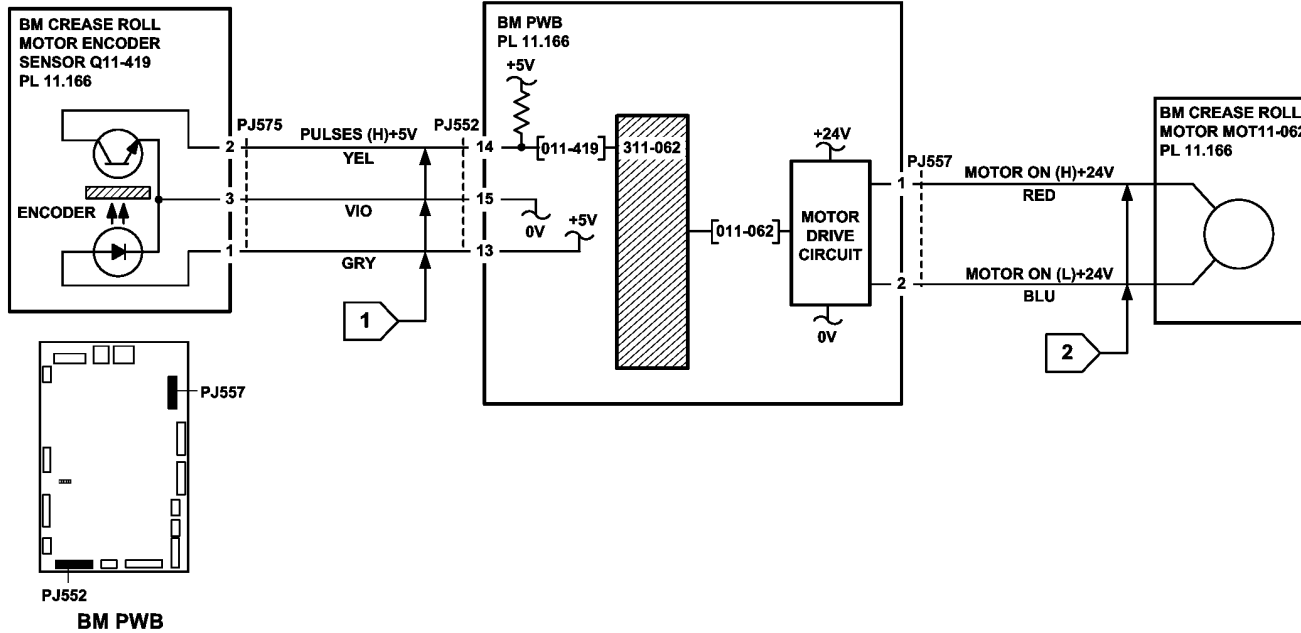 BM CREASE ROLL
MOTOR ENCODER
SENSOR Q11-419
PL 11.166
ENCODER
2
3
1
PJ575
PULSES (H)+5V
YEL
VIO
GRY
1
PJ552
14
15
13
BM PWB
PL 11.166
+5V
[011-419]
311-062
0V
+5V
[011-062]
+24V
MOTOR
DRIVE
CIRCUIT
0V
1
2
PJ557
MOTOR ON (H)+24V
RED
MOTOR ON (L)+24V
BLU
2
BM CREASE ROLL
MOTOR MOT11-062
PL 11.166
PJ557
PJ552
BM PWB